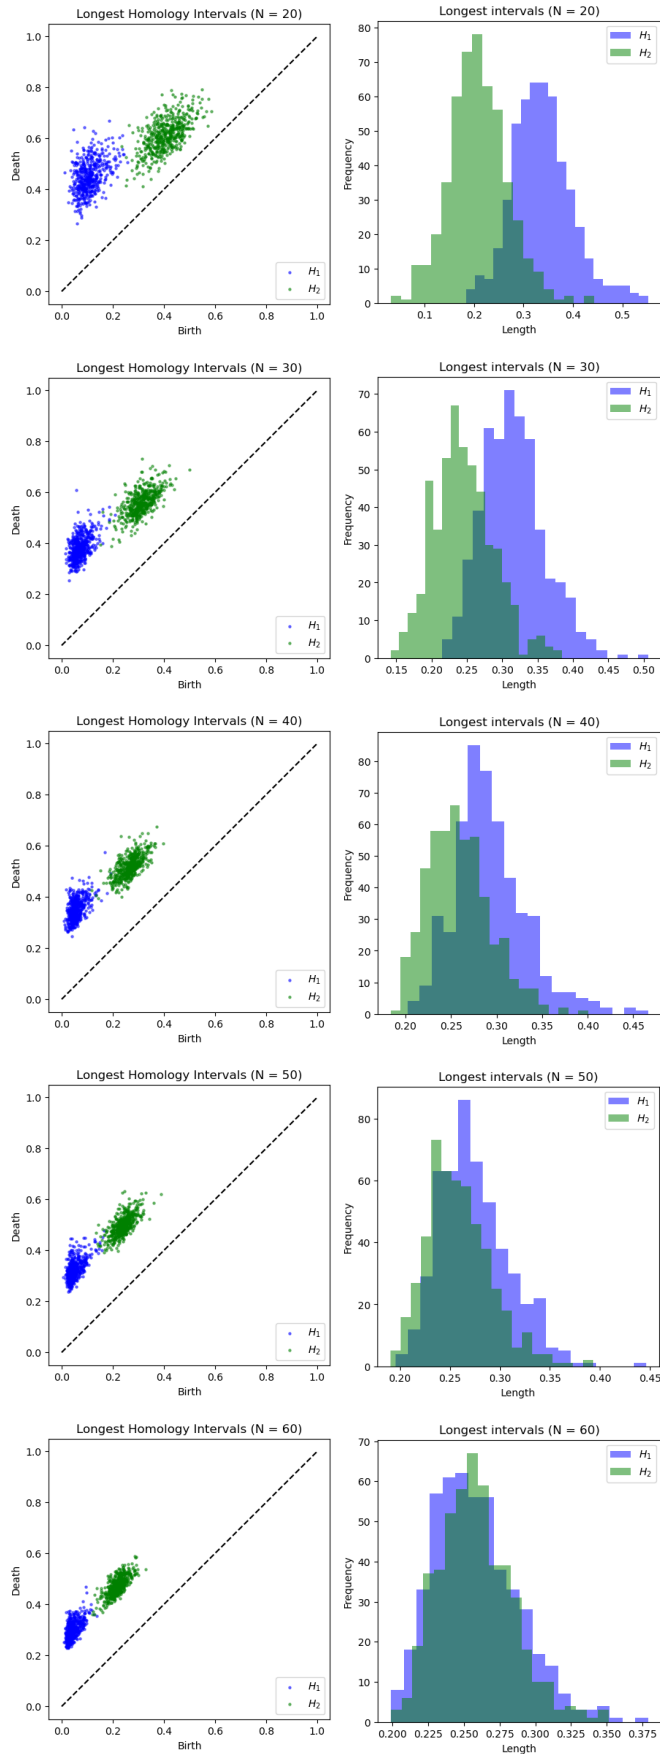 Longest Homology Intervals (N = 20)
1.0
0.8
0.6
0.4
0.2
0.0
Death
0.0 0.2 0.4 0.6 0.8 1.0
Birth
H₁
H₂
Longest intervals (N = 20)
80
70
60
50
40
30
20
10
0
Frequency
0.1 0.2 0.3 0.4 0.5
Length
H₁
H₂
Longest Homology Intervals (N = 30)
1.0
0.8
0.6
0.4
0.2
0.0
Death
0.0 0.2 0.4 0.6 0.8 1.0
Birth
H₁
H₂
Longest intervals (N = 30)
70
60
50
40
30
20
10
0
Frequency
0.15 0.20 0.25 0.30 0.35 0.40 0.45 0.50
Length
H₁
H₂
Longest Homology Intervals (N = 40)
1.0
0.8
0.6
0.4
0.2
0.0
Death
0.0 0.2 0.4 0.6 0.8 1.0
Birth
H₁
H₂
Longest intervals (N = 40)
80
70
60
50
40
30
20
10
0
Frequency
0.20 0.25 0.30 0.35 0.40 0.45
Length
H₁
H₂
Longest Homology Intervals (N = 50)
1.0
0.8
0.6
0.4
0.2
0.0
Death
0.0 0.2 0.4 0.6 0.8 1.0
Birth
H₁
H₂
Longest intervals (N = 50)
80
60
40
20
0
Frequency
0.20 0.25 0.30 0.35 0.40 0.45
Length
H₁
H₂
Longest Homology Intervals (N = 60)
1.0
0.8
0.6
0.4
0.2
0.0
Death
0.0 0.2 0.4 0.6 0.8 1.0
Birth
H₁
H₂
Longest intervals (N = 60)
70
60
50
40
30
20
10
0
Frequency
0.200 0.225 0.250 0.275 0.300 0.325 0.350 0.375
Length
H₁
H₂